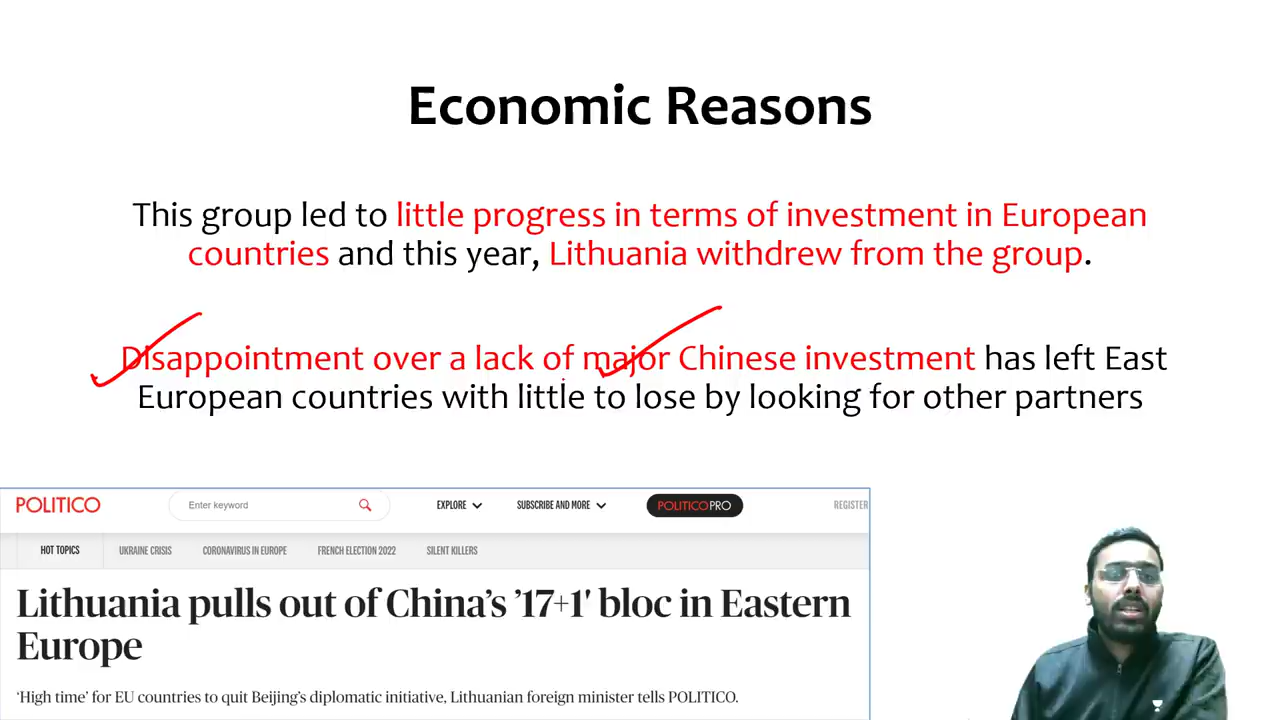 Economic Reasons
This group led to little progress in terms of investment in European
countries and this year, Lithuania withdrew from the group.
Disappointment over a lack of major Chinese investment has left East
European countries with little to lose by looking for other partners
POLITICO
Enter keyword
EXPLORE
SUBSCRIBE AND MORE
POLITICOPRO
REGISTER
HOT TOPICS
UKRAINE CRISIS
CORONAVIRUS IN EUROPE
FRENCH ELECTION 2022
SILENT KILLERS
Lithuania pulls out of China’s '17+1' bloc in Eastern
Europe
‘High time’ for EU countries to quit Beijing’s diplomatic initiative, Lithuanian foreign minister tells POLITICO.